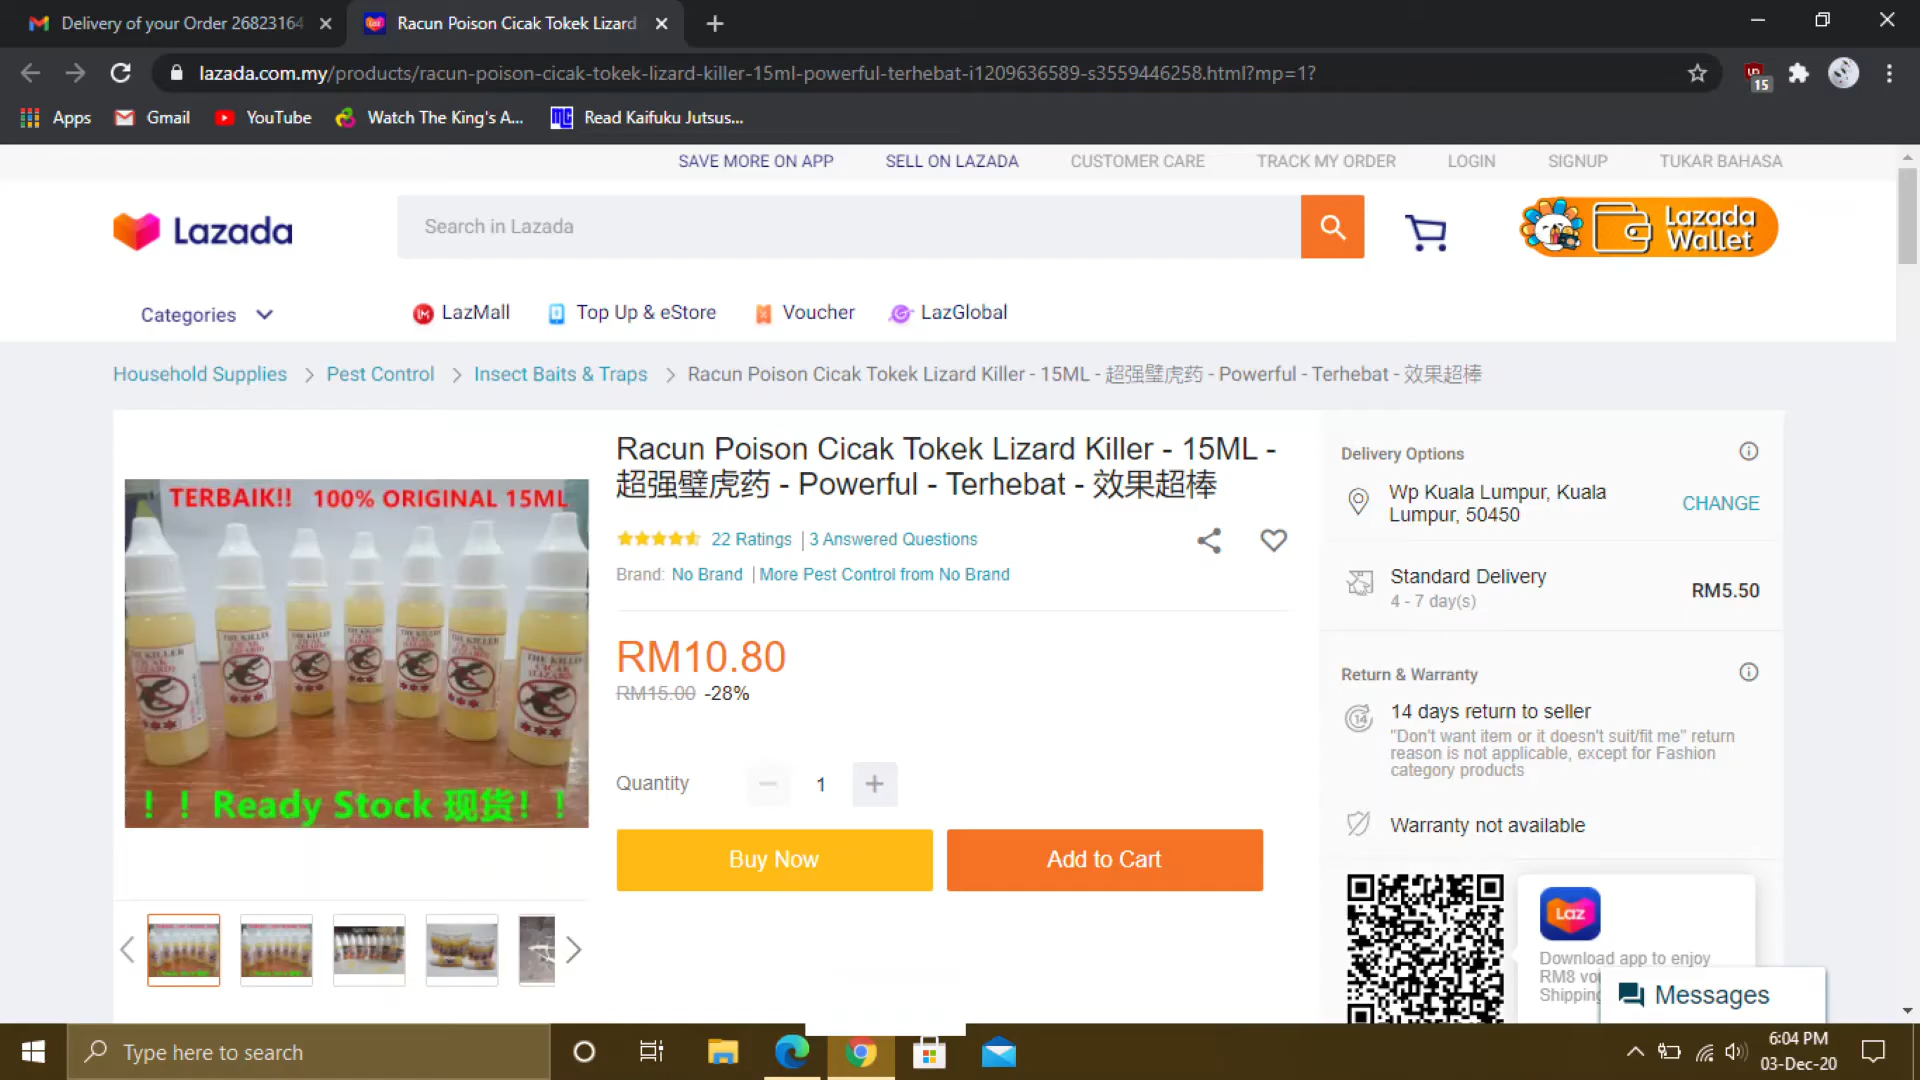 Delivery of your Order 26823164
Racun Poison Cicak Tokek Lizard
lazada.com.my/products/racun-poison-cicak-tokek-lizard-killer-15ml-powerful-terhebat-i1209636589-s3559446258.html?mp=1?
15
Apps
Gmail
YouTube
Watch The King's A...
Read Kaifuku Jutsus...
SAVE MORE ON APP
SELL ON LAZADA
CUSTOMER CARE
TRACK MY ORDER
LOGIN
SIGNUP
TUKAR BAHASA
Lazada
Search in Lazada
Lazada
Wallet
Categories
LazMall
Top Up & eStore
Voucher
LazGlobal
Household Supplies > Pest Control > Insect Baits & Traps > Racun Poison Cicak Tokek Lizard Killer - 15ML - 超强璧虎药 - Powerful - Terhebat - 效果超棒
TERBAIK!! 100% ORIGINAL 15ML
THE KILLER
CICAK
！！Ready Stock 现货！！
Racun Poison Cicak Tokek Lizard Killer - 15ML -
超强璧虎药 - Powerful - Terhebat - 效果超棒
22 Ratings | 3 Answered Questions
Brand: No Brand | More Pest Control from No Brand
RM10.80
RM15.00 -28%
Quantity
1
Buy Now
Add to Cart
Delivery Options
Wp Kuala Lumpur, Kuala
Lumpur, 50450
CHANGE
Standard Delivery
RM5.50
4 - 7 day(s)
Return & Warranty
14
14 days return to seller
"Don't want item or it doesn't suit/fit me" return
reason is not applicable, except for Fashion
category products
Warranty not available
Laz
Download app to enjoy
RM8 vo
Shipping
Messages
Type here to search
6:04 PM
03-Dec-20